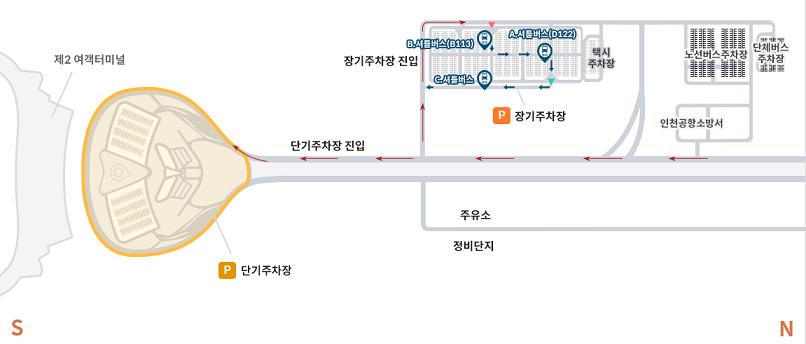 제2 여객터미널
장기주차장 진입
B.셔틀버스(B113)
A.셔틀버스(D122)
C.셔틀버스
택시
주차장
노선버스주차장
단체버스
주차장
P 장기주차장
인천공항소방서
단기주차장 진입
주유소
정비단지
P 단기주차장
S
N